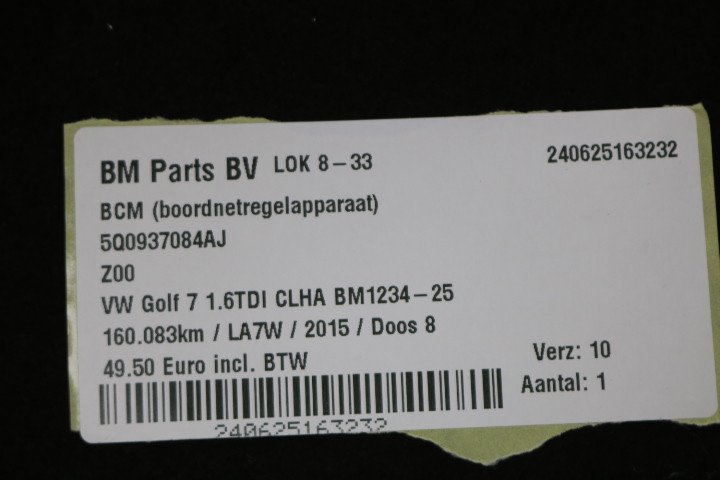 BM Parts BV LOK 8-33 240625163232
BCM (boordnetregelapparaat)
5Q0937084AJ
Z00
VW Golf 7 1.6TDI CLHA BM1234-25
160.083km / LA7W / 2015 / Doos 8
49.50 Euro incl. BTW
Verz: 10
Aantal: 1
240625163232